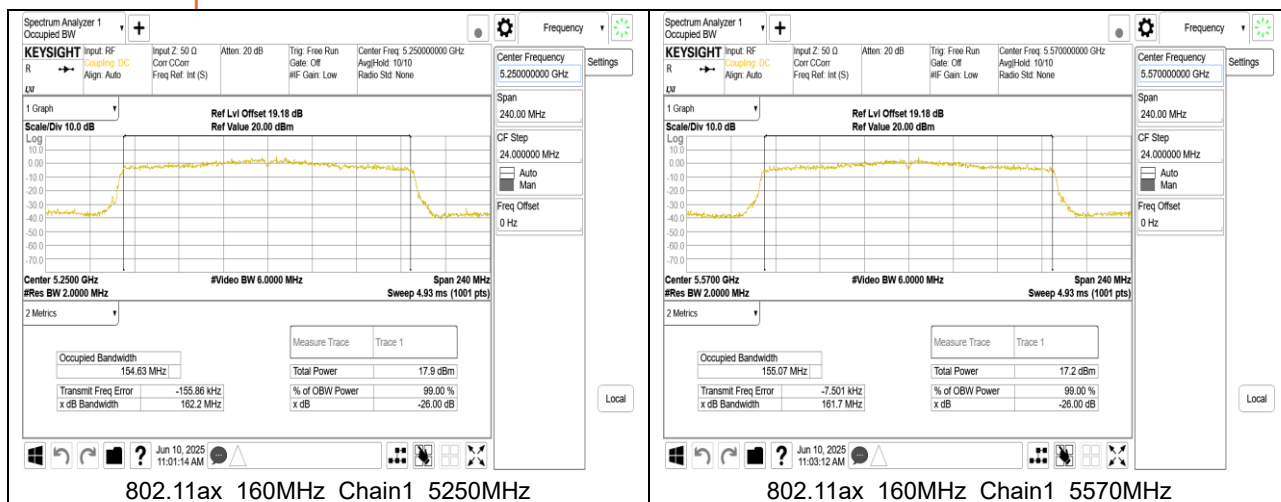 Spectrum Analyzer 1
Occupied BW
Frequency
KEYSIGHT
R
LXI
Input: RF
Coupling: DC
Align: Auto
Input Z: 50 Ω
Corr CCorr
Freq Ref: Int (S)
Atten: 20 dB
Trig: Free Run
Gate: Off
#IF Gain: Low
Center Freq: 5.250000000 GHz
Avg|Hold: 10/10
Radio Std: None
Center Frequency
5.250000000 GHz
Settings
Span
240.00 MHz
CF Step
24.000000 MHz
Auto
Man
Freq Offset
0 Hz
Local
1 Graph
Scale/Div 10.0 dB
Ref Lvl Offset 19.18 dB
Ref Value 20.00 dBm
Log
10.0
0.00
-10.0
-20.0
-30.0
-40.0
-50.0
-60.0
-70.0
Center 5.2500 GHz
#Video BW 6.0000 MHz
Span 240 MHz
#Res BW 2.0000 MHz
Sweep 4.93 ms (1001 pts)
2 Metrics
Measure Trace Trace 1
Occupied Bandwidth
154.63 MHz
Total Power 17.9 dBm
Transmit Freq Error -155.86 kHz
% of OBW Power 99.00 %
x dB Bandwidth 162.2 MHz
x dB -26.00 dB
?
Jun 10, 2025
11:01:14 AM
802.11ax_160MHz_Chain1_5250MHz
Spectrum Analyzer 1
Occupied BW
Frequency
KEYSIGHT
R
LXI
Input: RF
Coupling: DC
Align: Auto
Input Z: 50 Ω
Corr CCorr
Freq Ref: Int (S)
Atten: 20 dB
Trig: Free Run
Gate: Off
#IF Gain: Low
Center Freq: 5.570000000 GHz
Avg|Hold: 10/10
Radio Std: None
Center Frequency
5.570000000 GHz
Settings
Span
240.00 MHz
CF Step
24.000000 MHz
Auto
Man
Freq Offset
0 Hz
Local
1 Graph
Scale/Div 10.0 dB
Ref Lvl Offset 19.18 dB
Ref Value 20.00 dBm
Log
10.0
0.00
-10.0
-20.0
-30.0
-40.0
-50.0
-60.0
-70.0
Center 5.5700 GHz
#Video BW 6.0000 MHz
Span 240 MHz
#Res BW 2.0000 MHz
Sweep 4.93 ms (1001 pts)
2 Metrics
Measure Trace Trace 1
Occupied Bandwidth
155.07 MHz
Total Power 17.2 dBm
Transmit Freq Error -7.501 kHz
% of OBW Power 99.00 %
x dB Bandwidth 161.7 MHz
x dB -26.00 dB
?
Jun 10, 2025
11:03:12 AM
802.11ax_160MHz_Chain1_5570MHz